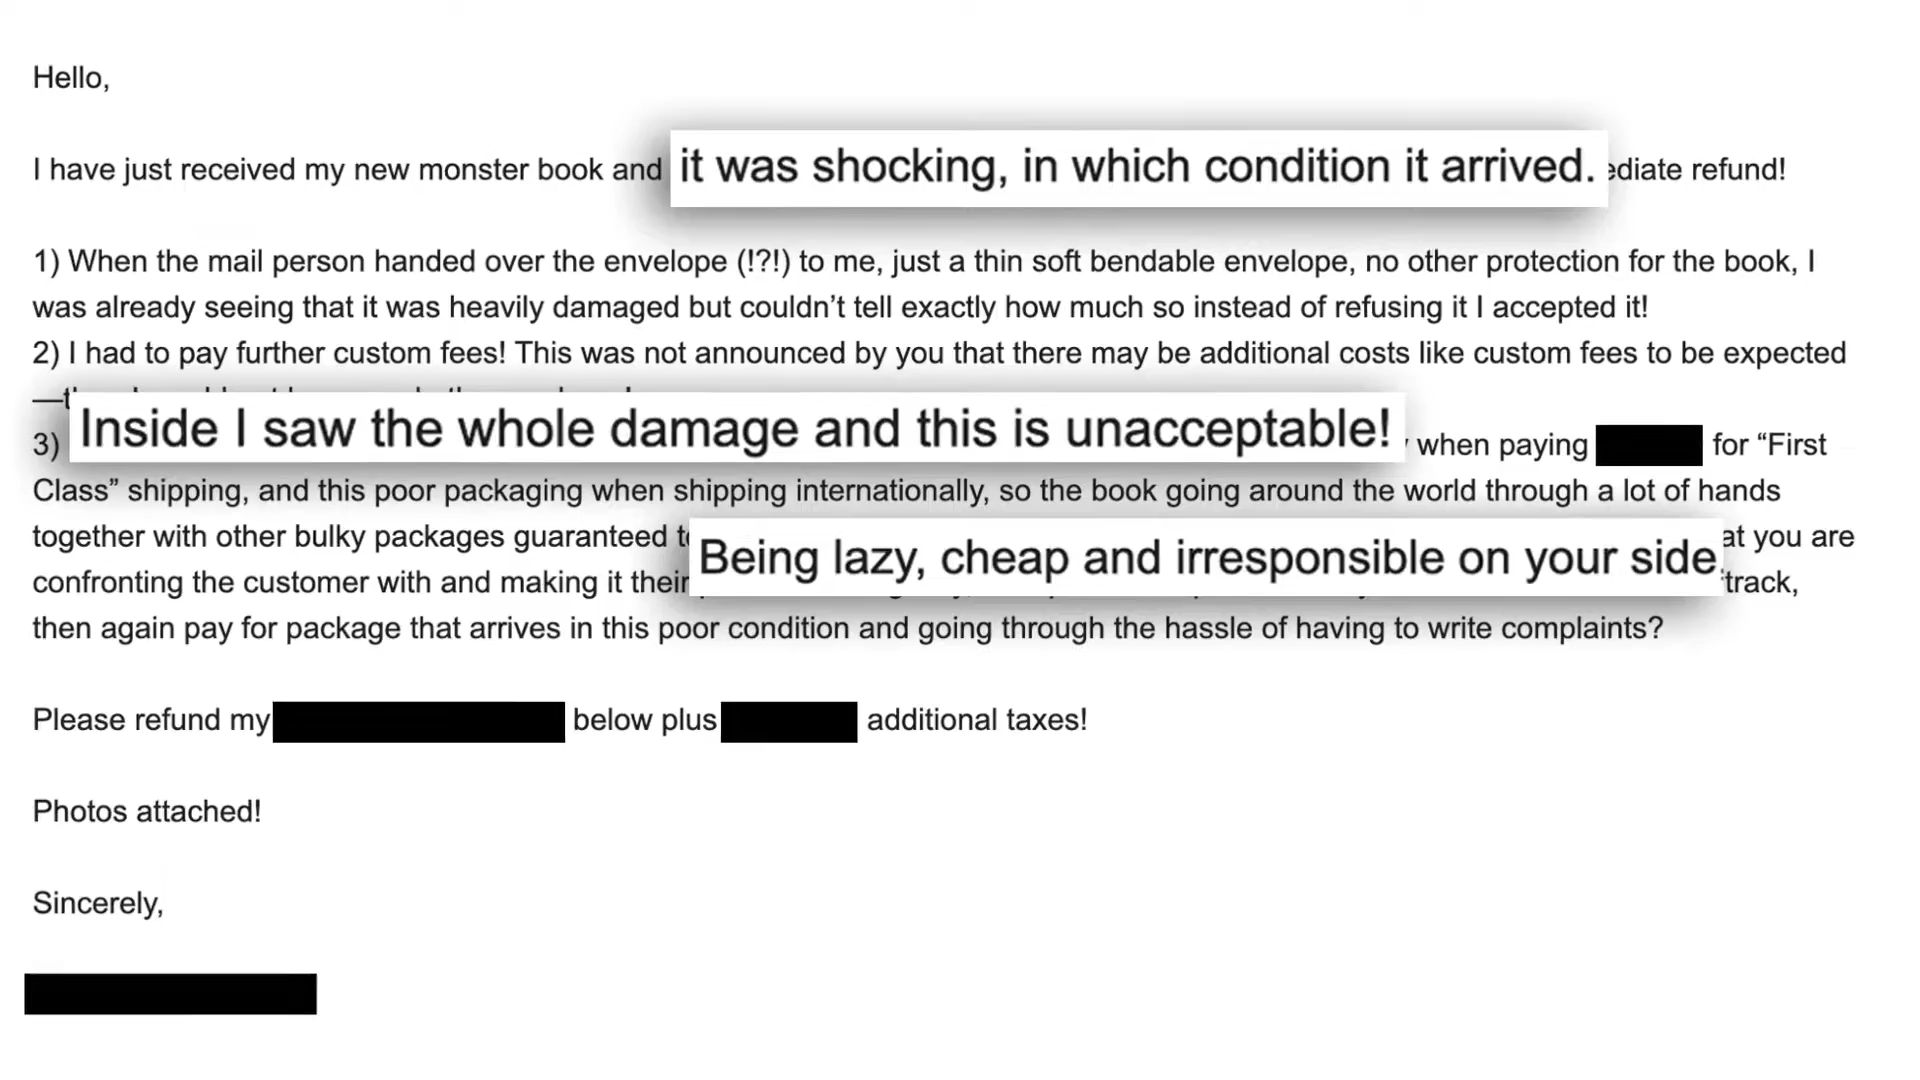 Hello,
I have just received my new monster book and it was shocking, in which condition it arrived. ediate refund!
1) When the mail person handed over the envelope (!?!) to me, just a thin soft bendable envelope, no other protection for the book, I
was already seeing that it was heavily damaged but couldn’t tell exactly how much so instead of refusing it I accepted it!
2) I had to pay further custom fees! This was not announced by you that there may be additional costs like custom fees to be expected
3) Inside I saw the whole damage and this is unacceptable! when paying for “First
Class” shipping, and this poor packaging when shipping internationally, so the book going around the world through a lot of hands
together with other bulky packages guaranteed at you are
Being lazy, cheap and irresponsible on your side
confronting the customer with and making it their track,
then again pay for package that arrives in this poor condition and going through the hassle of having to write complaints?
Please refund my below plus additional taxes!
Photos attached!
Sincerely,